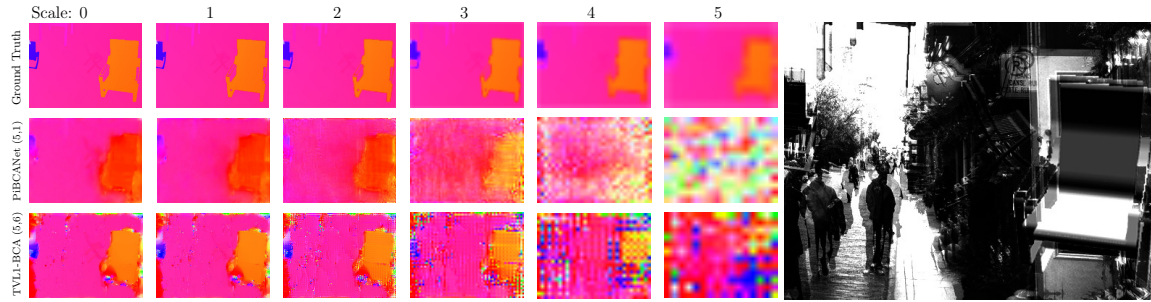 Scale: 0 1 2 3 4 5
Ground Truth
PiBCANet (5,1)
TVL1-BCA (5,6)